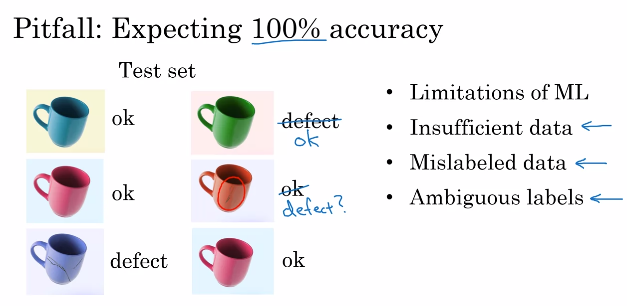 Pitfall: Expecting 100% accuracy
Test set
ok
defect
ok
ok
ok
defect?
defect
ok
• Limitations of ML
• Insufficient data
• Mislabeled data
• Ambiguous labels